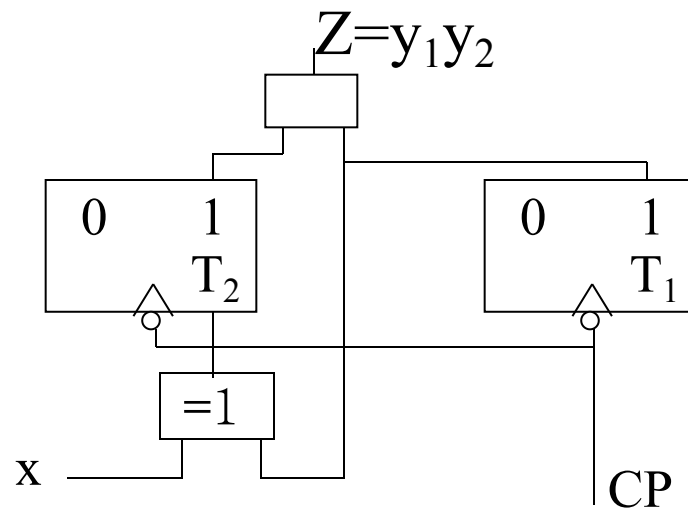 Z=y₁y₂
0 1 0 1
T₂ T₁
=1
x
CP